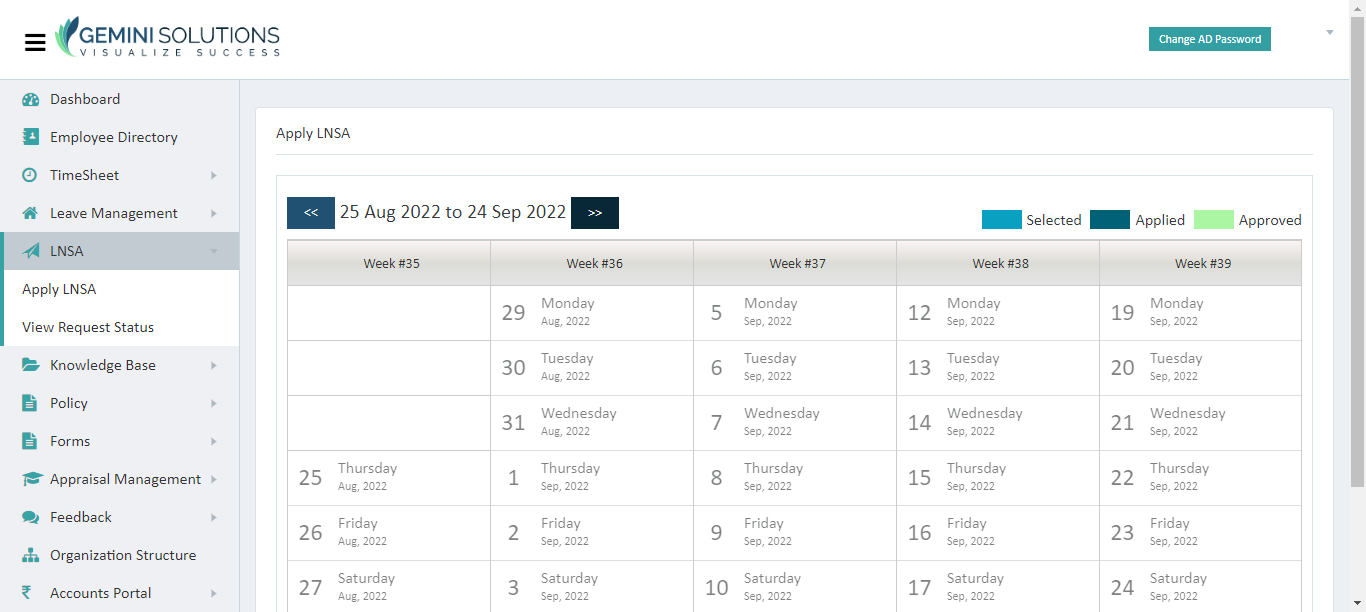 GEMINI SOLUTIONS
VISUALIZE SUCCESS
Change AD Password
Dashboard
Employee Directory
TimeSheet
Leave Management
LNSA
Apply LNSA
View Request Status
Knowledge Base
Policy
Forms
Appraisal Management
Feedback
Organization Structure
₹ Accounts Portal
Apply LNSA
<< 25 Aug 2022 to 24 Sep 2022 >>
Selected Applied Approved
Week #35 Week #36 Week #37 Week #38 Week #39
29 Monday 5 Monday 12 Monday 19 Monday
Aug, 2022 Sep, 2022 Sep, 2022 Sep, 2022
30 Tuesday 6 Tuesday 13 Tuesday 20 Tuesday
Aug, 2022 Sep, 2022 Sep, 2022 Sep, 2022
31 Wednesday 7 Wednesday 14 Wednesday 21 Wednesday
Aug, 2022 Sep, 2022 Sep, 2022 Sep, 2022
25 Thursday 1 Thursday 8 Thursday 15 Thursday 22 Thursday
Aug, 2022 Sep, 2022 Sep, 2022 Sep, 2022 Sep, 2022
26 Friday 2 Friday 9 Friday 16 Friday 23 Friday
Aug, 2022 Sep, 2022 Sep, 2022 Sep, 2022 Sep, 2022
27 Saturday 3 Saturday 10 Saturday 17 Saturday 24 Saturday
Aug, 2022 Sep, 2022 Sep, 2022 Sep, 2022 Sep, 2022